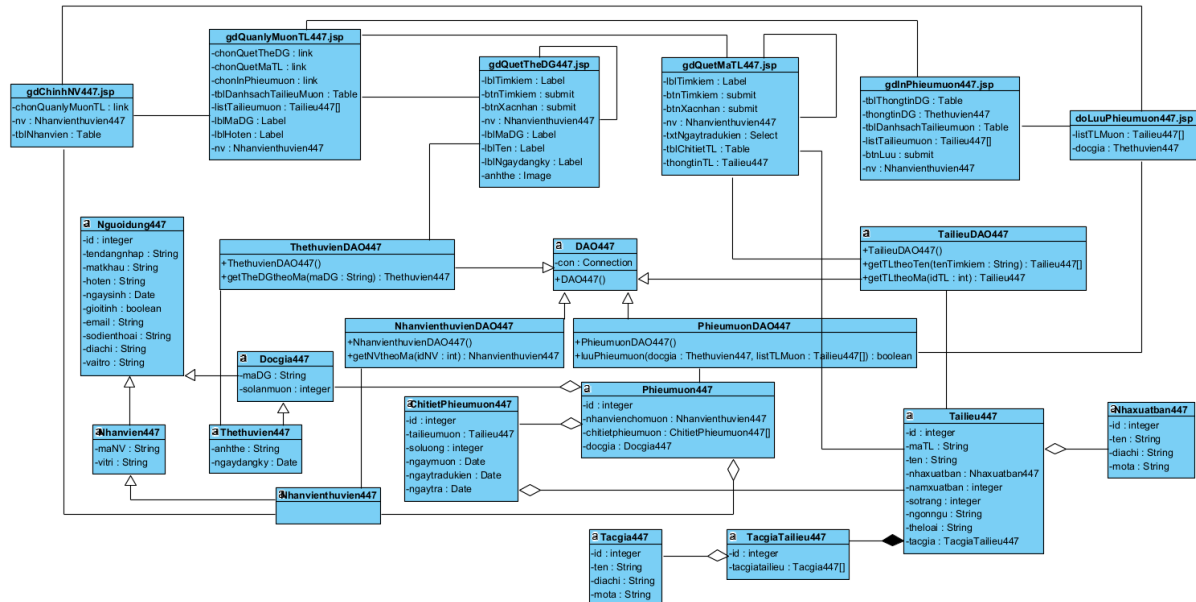 gdChinhNV447.jsp
-chonQuanlyMuonTL : link
-nv : Nhanvienthuvien447
-tblNhanvien : Table
gdQuanlyMuonTL447.jsp
-chonQuetTheDG : link
-chonQuetMaTL : link
-chonInPhieumuon : link
-tblDanhsachTailieuMuon : Table
-listTailieumuon : Tailieu447[]
-lblMaDG : Label
-lblHoten : Label
-nv : Nhanvienthuvien447
gdQuetTheDG447.jsp
-lblTimkiem : Label
-btnTimkiem : submit
-btnXacnhan : submit
-nv : Nhanvienthuvien447
-lblMaDG : Label
-lblTen : Label
-lblNgaydangky : Label
-anhthe : Image
gdQuetMaTL447.jsp
-lblTimkiem : Label
-btnTimkiem : submit
-btnXacnhan : submit
-nv : Nhanvienthuvien447
-txtNgaytradukien : Select
-tblChitietTL : Table
-thongtinTL : Tailieu447
gdInPhieumuon447.jsp
-tblThongtinDG : Table
-thongtinDG : Thethuvien447
-tblDanhsachTailieumuon : Table
-listTailieumuon : Tailieu447[]
-btnLuu : submit
-nv : Nhanvienthuvien447
doLuuPhieumuon447.jsp
-listTLMuon : Tailieu447[]
-docgia : Thethuvien447
a Nguoidung447
-id : integer
-tendangnhap : String
-matkhau : String
-hoten : String
-ngaysinh : Date
-gioitinh : boolean
-email : String
-sodienthoai : String
-diachi : String
-vaitro : String
ThethuvienDAO447
+ThethuvienDAO447()
+getTheDGtheoMa(maDG : String) : Thethuvien447
a DAO447
-con : Connection
+DAO447()
a TailieuDAO447
+TailieuDAO447()
+getTLtheoTen(tenTimkiem : String) : Tailieu447[]
+getTLtheoMa(idTL : int) : Tailieu447
NhanvienthuvienDAO447
+NhanvienthuvienDAO447()
+getNVtheoMa(idNV : int) : Nhanvienthuvien447
PhieumuonDAO447
+PhieumuonDAO447()
+luuPhieumuon(docgia : Thethuvien447, listTLMuon : Tailieu447[]) : boolean
a Docgia447
-maDG : String
-solanmuon : integer
a Phieumuon447
-id : integer
-nhanvienchomuon : Nhanvienthuvien447
-chitietphieumuon : ChitietPhieumuon447[]
-docgia : Docgia447
a ChitietPhieumuon447
-id : integer
-tailieumuon : Tailieu447
-soluong : integer
-ngaymuon : Date
-ngaytradukien : Date
-ngaytra : Date
a Nhanvien447
-maNV : String
-vitri : String
a Thethuvien447
-anhthe : String
-ngaydangky : Date
a Nhanvienthuvien447
a Tailieu447
-id : integer
-maTL : String
-ten : String
-nhaxuatban : Nhaxuatban447
-namxuatban : integer
-sotrang : integer
-ngonngu : String
-theloai : String
-tacgia : TacgiaTailieu447
a Nhaxuatban447
-id : integer
-ten : String
-diachi : String
-mota : String
a Tacgia447
-id : integer
-ten : String
-diachi : String
-mota : String
a TacgiaTailieu447
-id : integer
-tacgiatailieu : Tacgia447[]